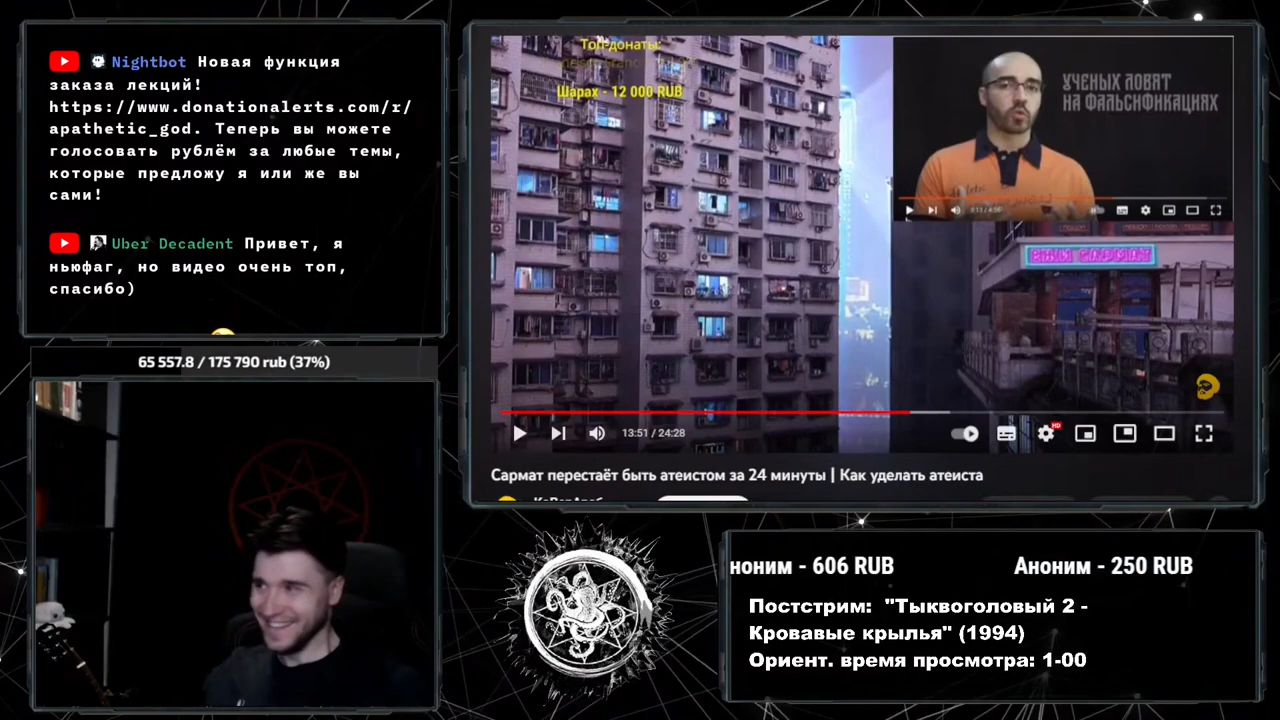 Nightbot Новая функция
заказа лекций!
https://www.donationalerts.com/r/
apathetic_god. Теперь вы можете
голосовать рублём за любые темы,
которые предложу я или же вы
сами!
Uber Decadent Привет, я
ньюфаг, но видео очень топ,
спасибо)
65 557.8 / 175 790 rub (37%)
Топ-донаты:
Шарах - 12 000 RUB
УЧЕНЫХ ЛОВЯТ
НА ФАЛЬСИФИКАЦИЯХ
13:51 / 24:28
HD
Сармат перестаёт быть атеистом за 24 минуты | Как уделать атеиста
ноним - 606 RUB
Аноним - 250 RUB
Постстрим: "Тыквоголовый 2 -
Кровавые крылья" (1994)
Ориент. время просмотра: 1-00